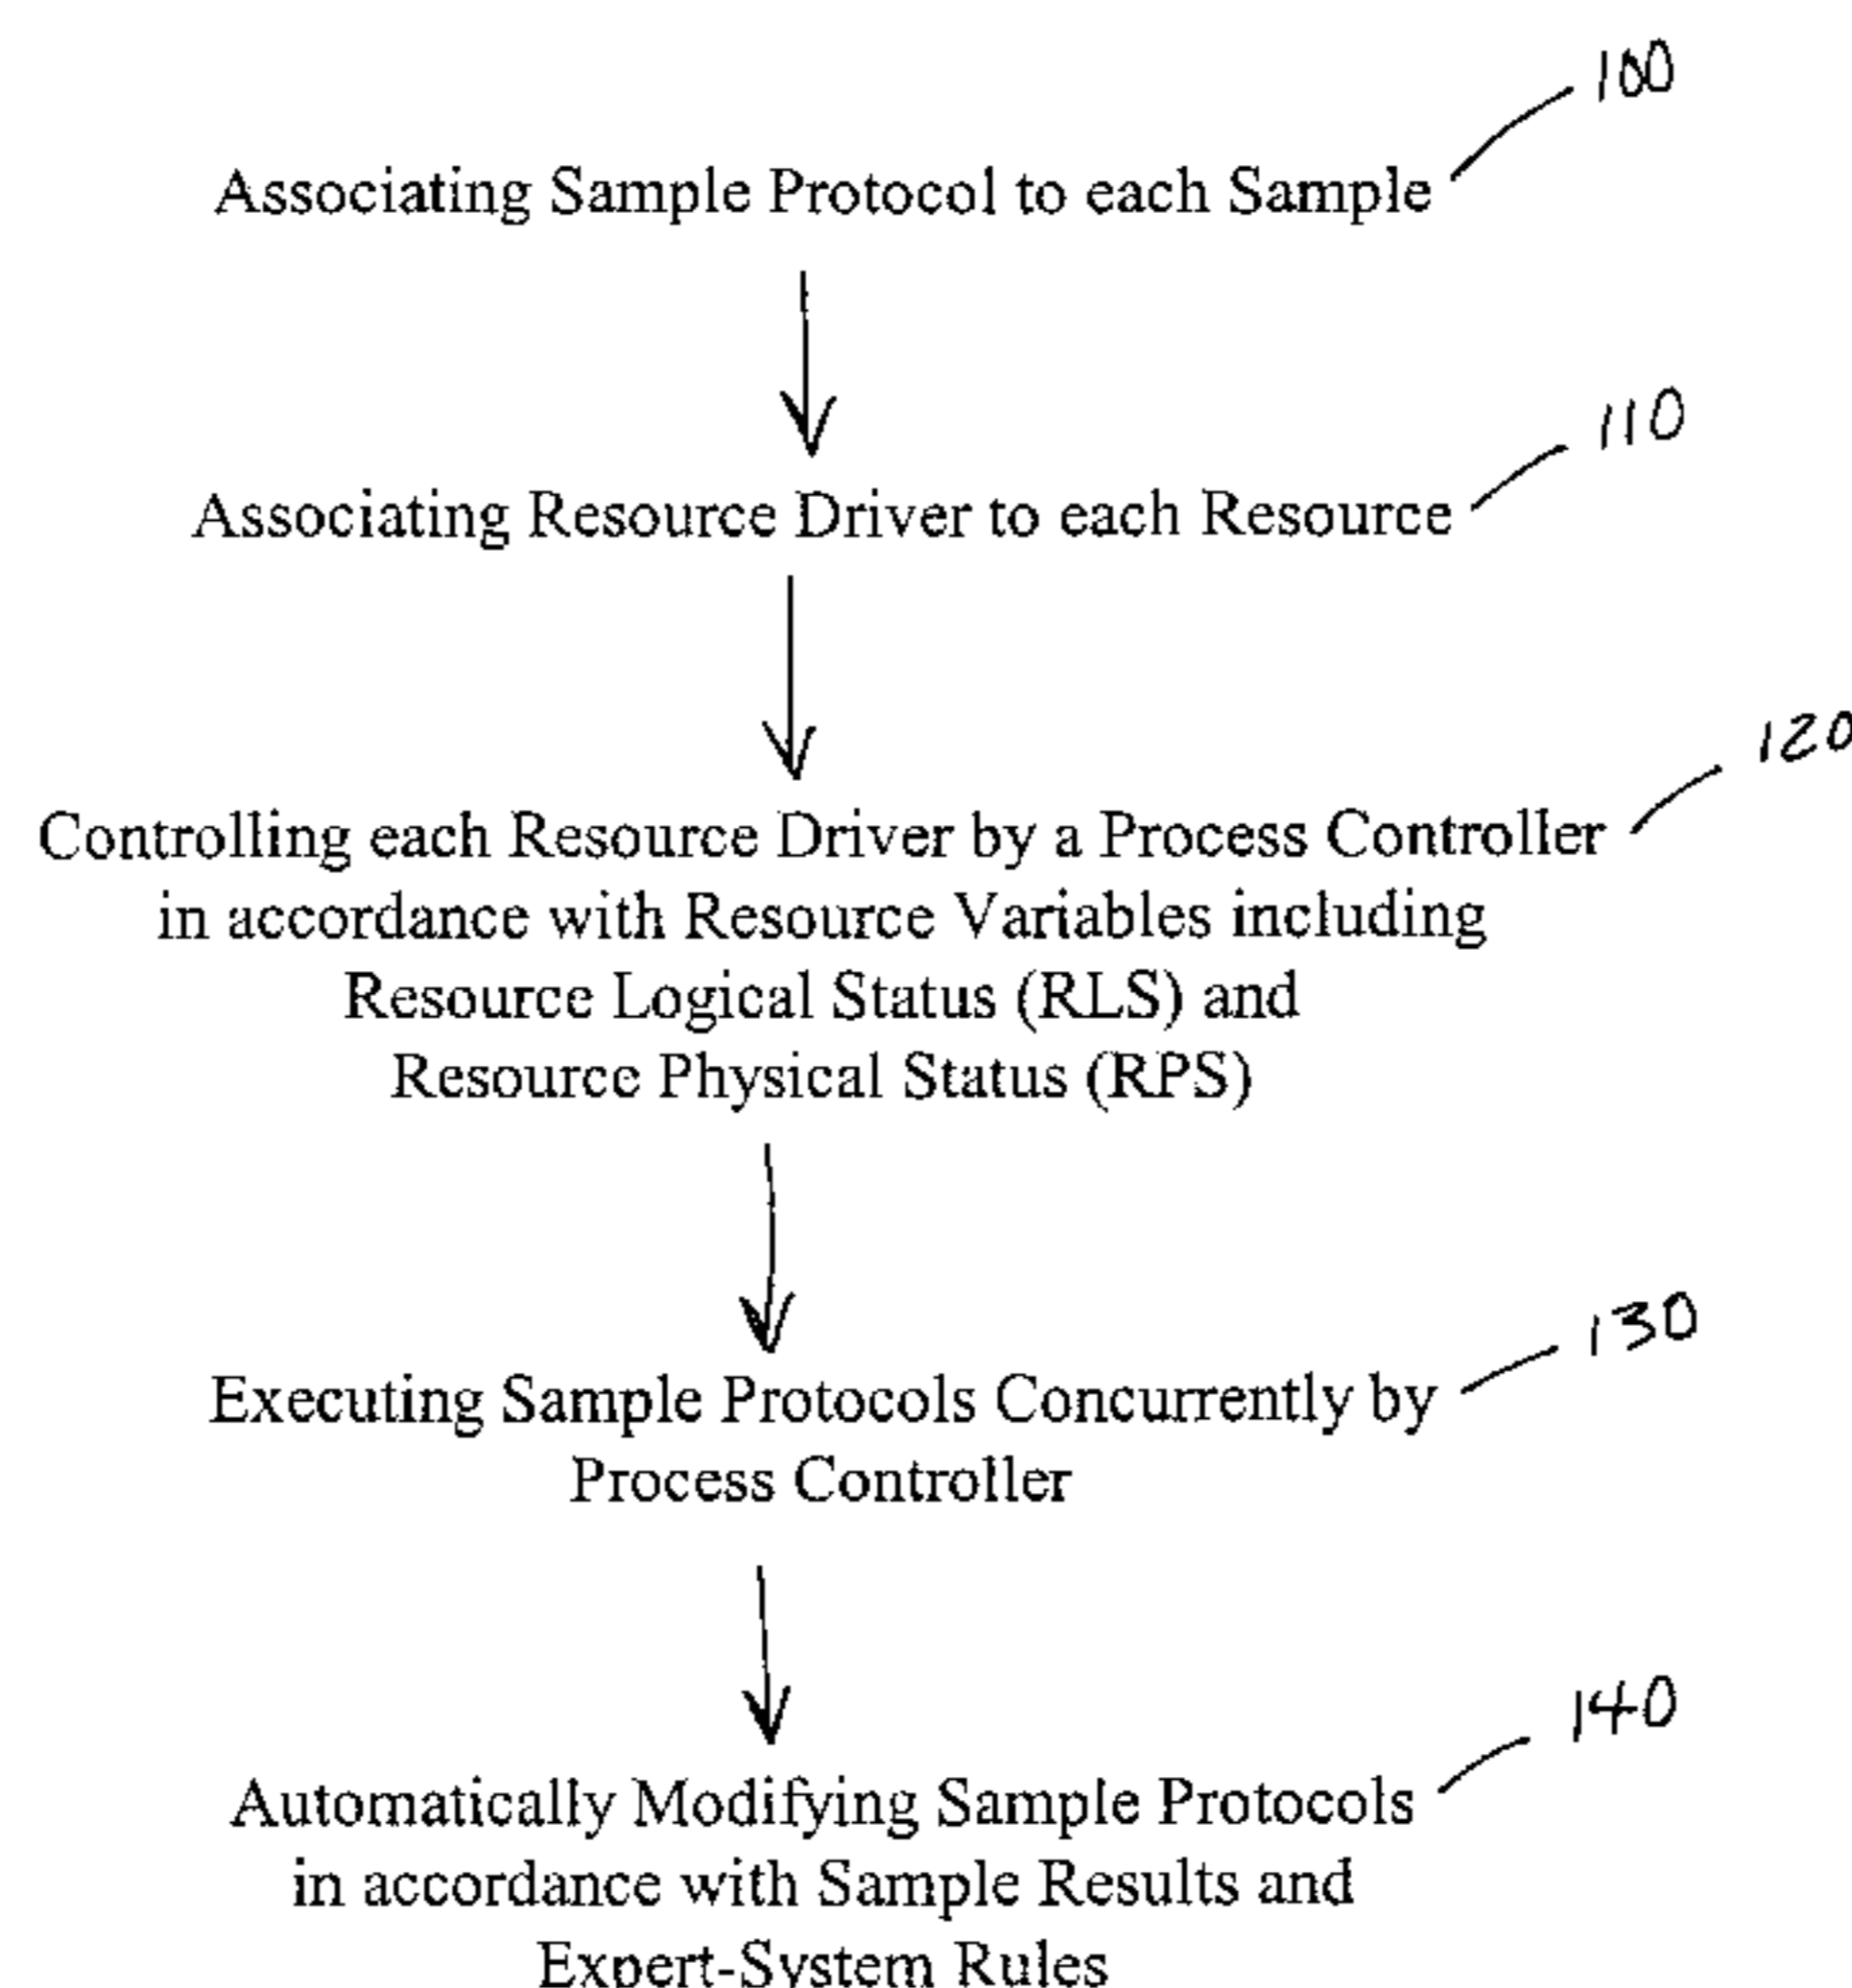 100
Associating Sample Protocol to each Sample
110
Associating Resource Driver to each Resource
120
Controlling each Resource Driver by a Process Controller
in accordance with Resource Variables including
Resource Logical Status (RLS) and
Resource Physical Status (RPS)
130
Executing Sample Protocols Concurrently by
Process Controller
140
Automatically Modifying Sample Protocols
in accordance with Sample Results and
Expert-System Rules